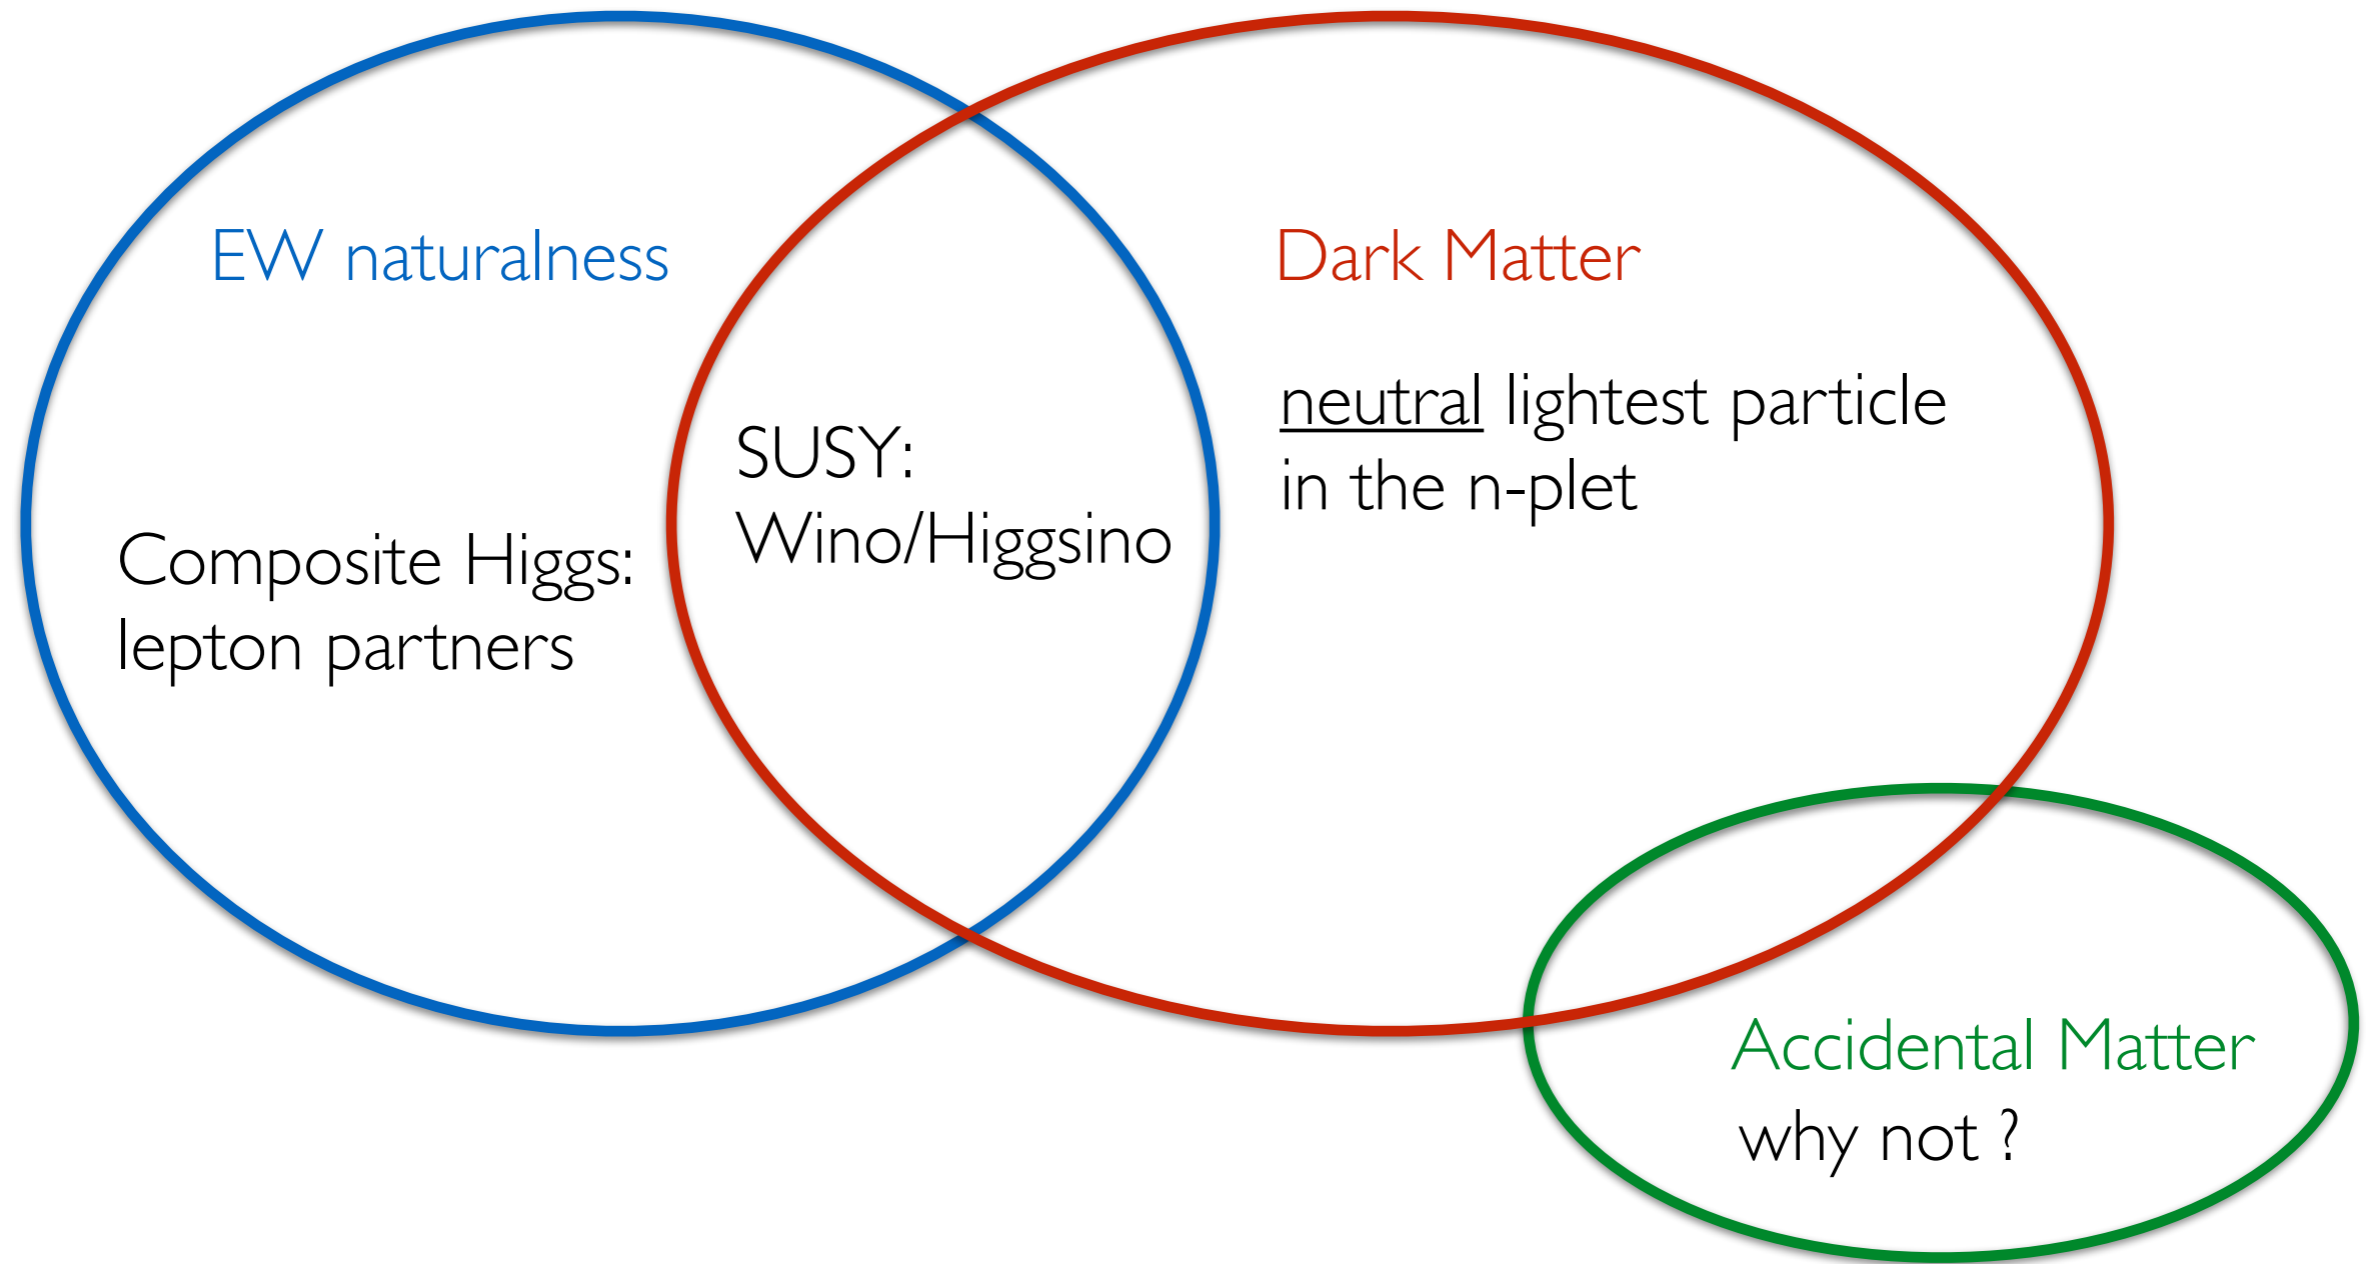 EW naturalness
Composite Higgs:
lepton partners
SUSY:
Wino/Higgsino
Dark Matter
neutral lightest particle
in the n-plet
Accidental Matter
why not ?